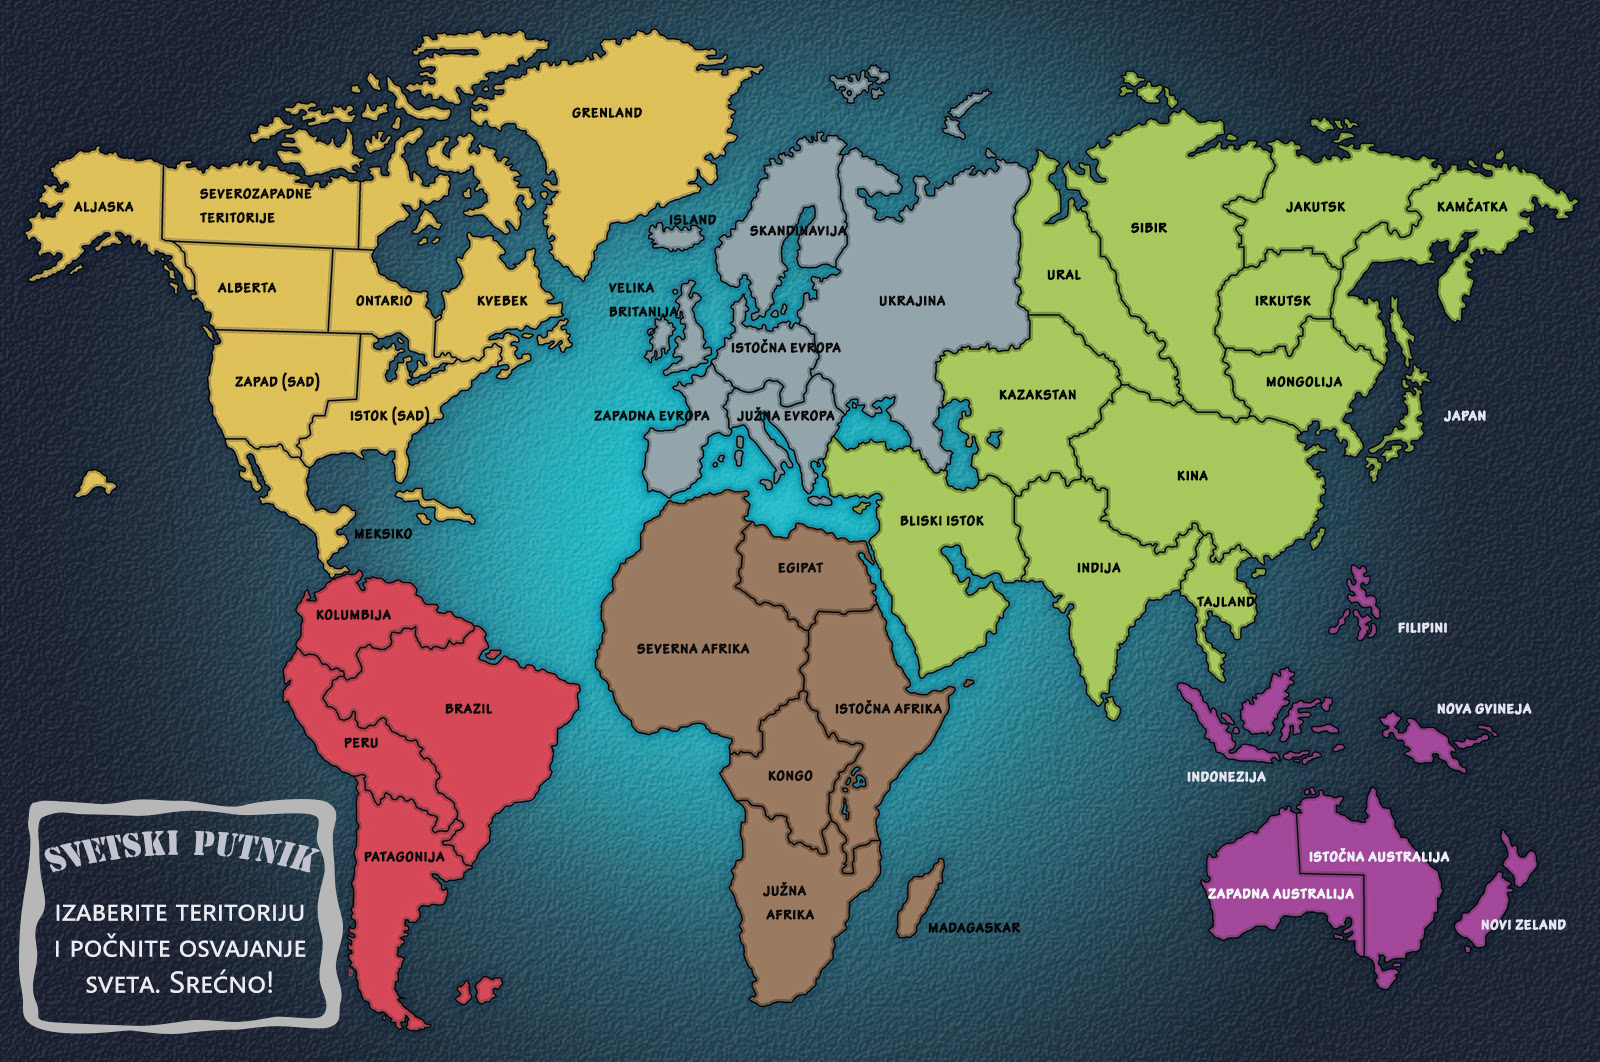 GRENLAND
ALJASKA
SEVEROZAPADNE
TERITORIJE
ISLAND
SKANDINAVIJA
SIBIR
JAKUTSK
KAMČATKA
ALBERTA
ONTARIO
KVEBEK
VELIKA
BRITANIJA
UKRAJINA
URAL
IRKUTSK
ISTOČNA EVROPA
ZAPAD (SAD)
ISTOK (SAD)
ZAPADNA EVROPA
JUŽNA EVROPA
KAZAKSTAN
MONGOLIJA
JAPAN
KINA
MEKSIKO
BLISKI ISTOK
EGIPAT
INDIJA
TAJLAND
KOLUMBIJA
FILIPINI
SEVERNA AFRIKA
BRAZIL
ISTOČNA AFRIKA
NOVA GVINEJA
PERU
KONGO
INDONEZIJA
PATAGONIJA
ISTOČNA AUSTRALIJA
JUŽNA
AFRIKA
ZAPADNA AUSTRALIJA
MADAGASKAR
NOVI ZELAND
SVETSKI PUTNIK
IZABERITE TERITORIJU
I POČNITE OSVAJANJE
SVETA. SREĆNO!